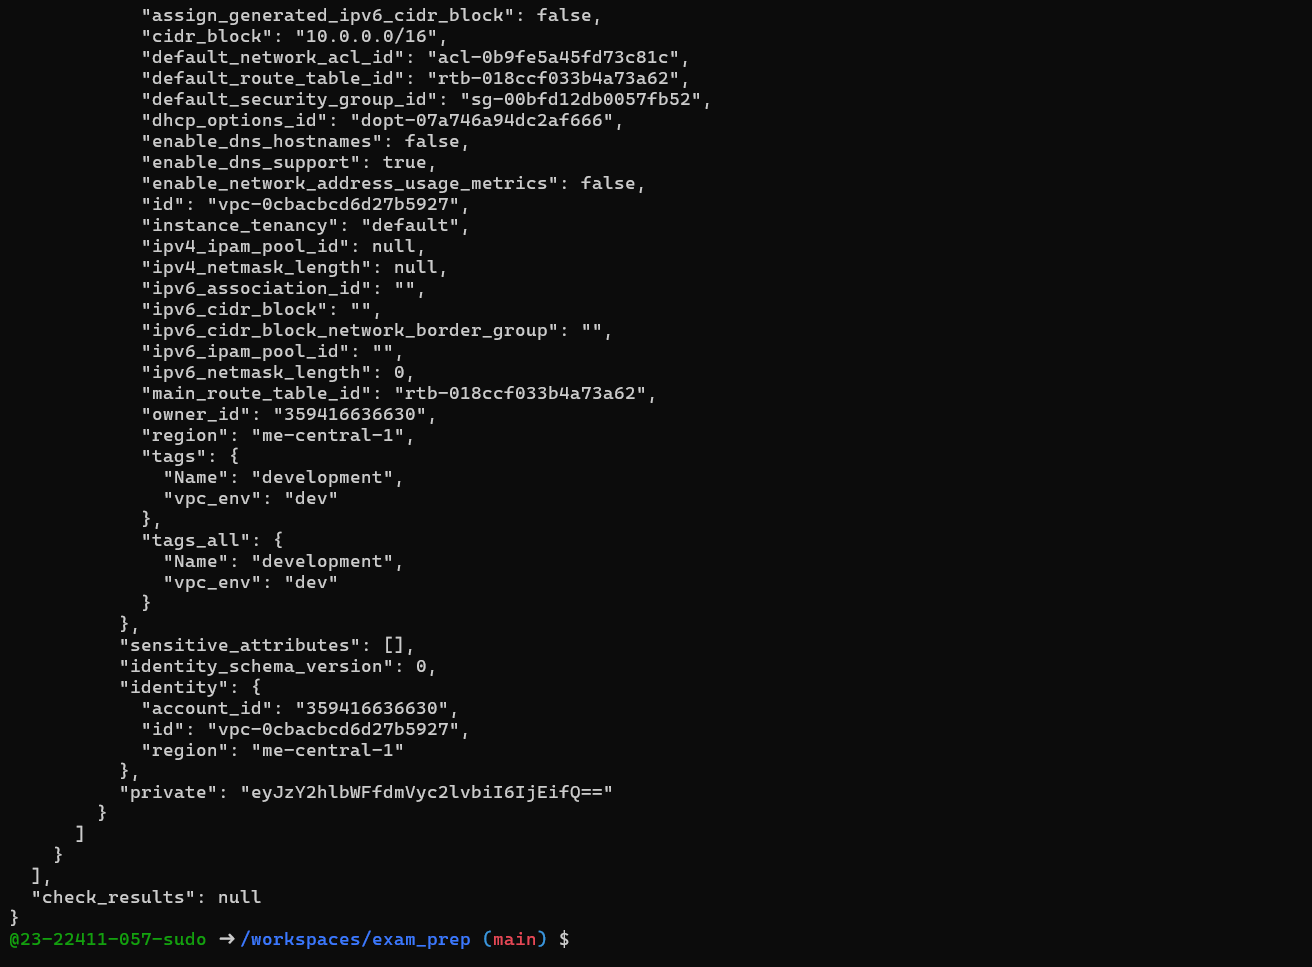 "assign_generated_ipv6_cidr_block": false,
"cidr_block": "10.0.0.0/16",
"default_network_acl_id": "acl-0b9fe5a45fd73c81c",
"default_route_table_id": "rtb-018ccf033b4a73a62",
"default_security_group_id": "sg-00bfd12db0057fb52",
"dhcp_options_id": "dopt-07a746a94dc2af666",
"enable_dns_hostnames": false,
"enable_dns_support": true,
"enable_network_address_usage_metrics": false,
"id": "vpc-0cbacbcd6d27b5927",
"instance_tenancy": "default",
"ipv4_ipam_pool_id": null,
"ipv4_netmask_length": null,
"ipv6_association_id": "",
"ipv6_cidr_block": "",
"ipv6_cidr_block_network_border_group": "",
"ipv6_ipam_pool_id": "",
"ipv6_netmask_length": 0,
"main_route_table_id": "rtb-018ccf033b4a73a62",
"owner_id": "359416636630",
"region": "me-central-1",
"tags": {
"Name": "development",
"vpc_env": "dev"
},
"tags_all": {
"Name": "development",
"vpc_env": "dev"
}
},
"sensitive_attributes": [],
"identity_schema_version": 0,
"identity": {
"account_id": "359416636630",
"id": "vpc-0cbacbcd6d27b5927",
"region": "me-central-1"
},
"private": "eyJzY2hlbWFfdmVyc2lvbiI6IjEifQ=="
}
]
}
],
"check_results": null
}
@23-22411-057-sudo ➜ /workspaces/exam_prep (main) $